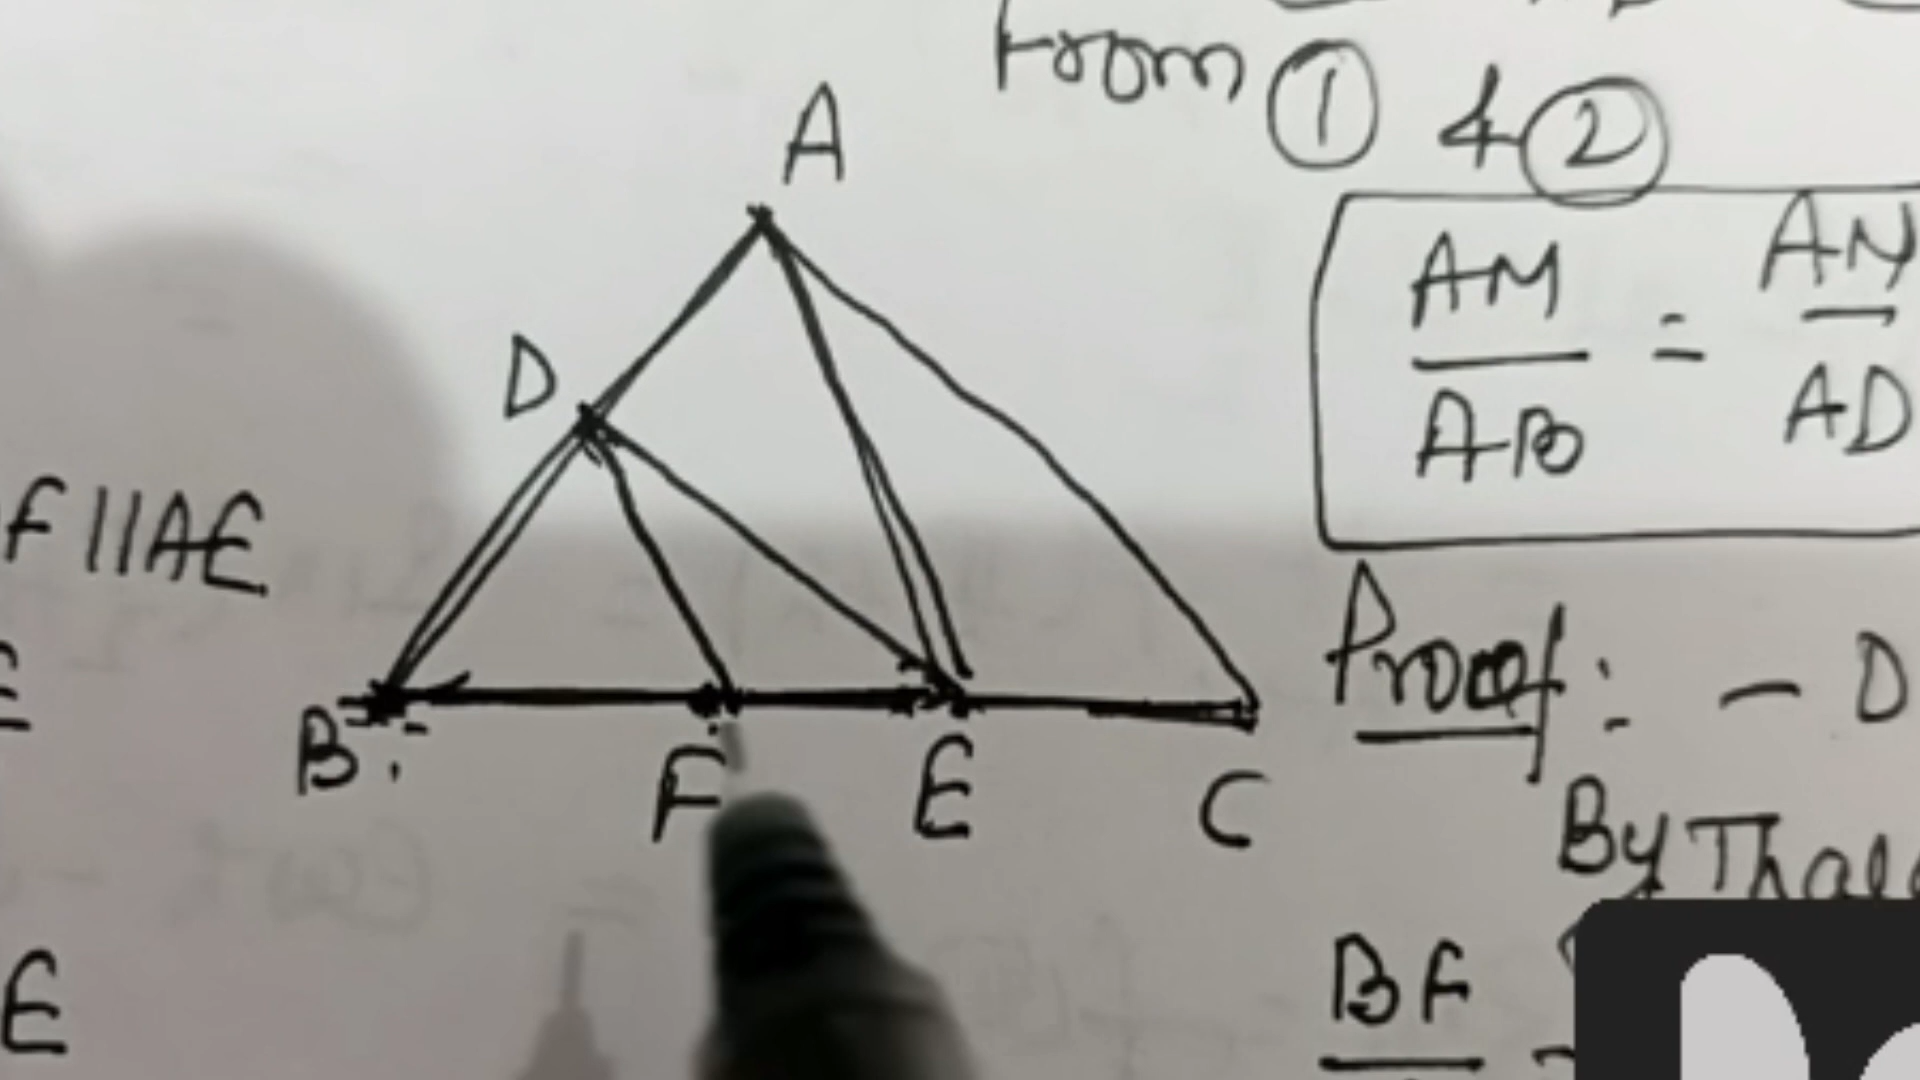 From ① & ②
A
AM = AN
AB AD
D
F || AE
Proof : - D
B F E C
By Thal
BF
E